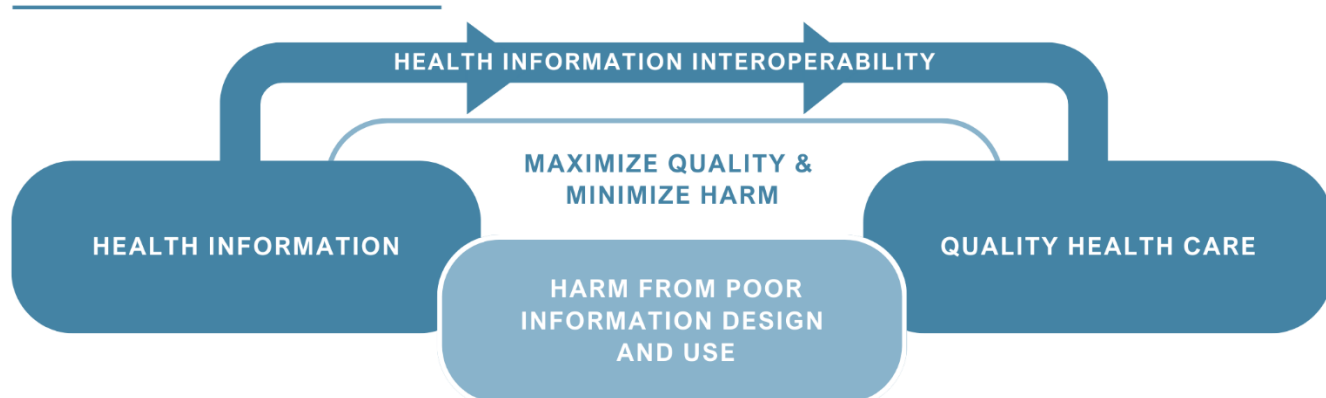 HEALTH INFORMATION INTEROPERABILITY
MAXIMIZE QUALITY &
MINIMIZE HARM
HEALTH INFORMATION
QUALITY HEALTH CARE
HARM FROM POOR
INFORMATION DESIGN
AND USE